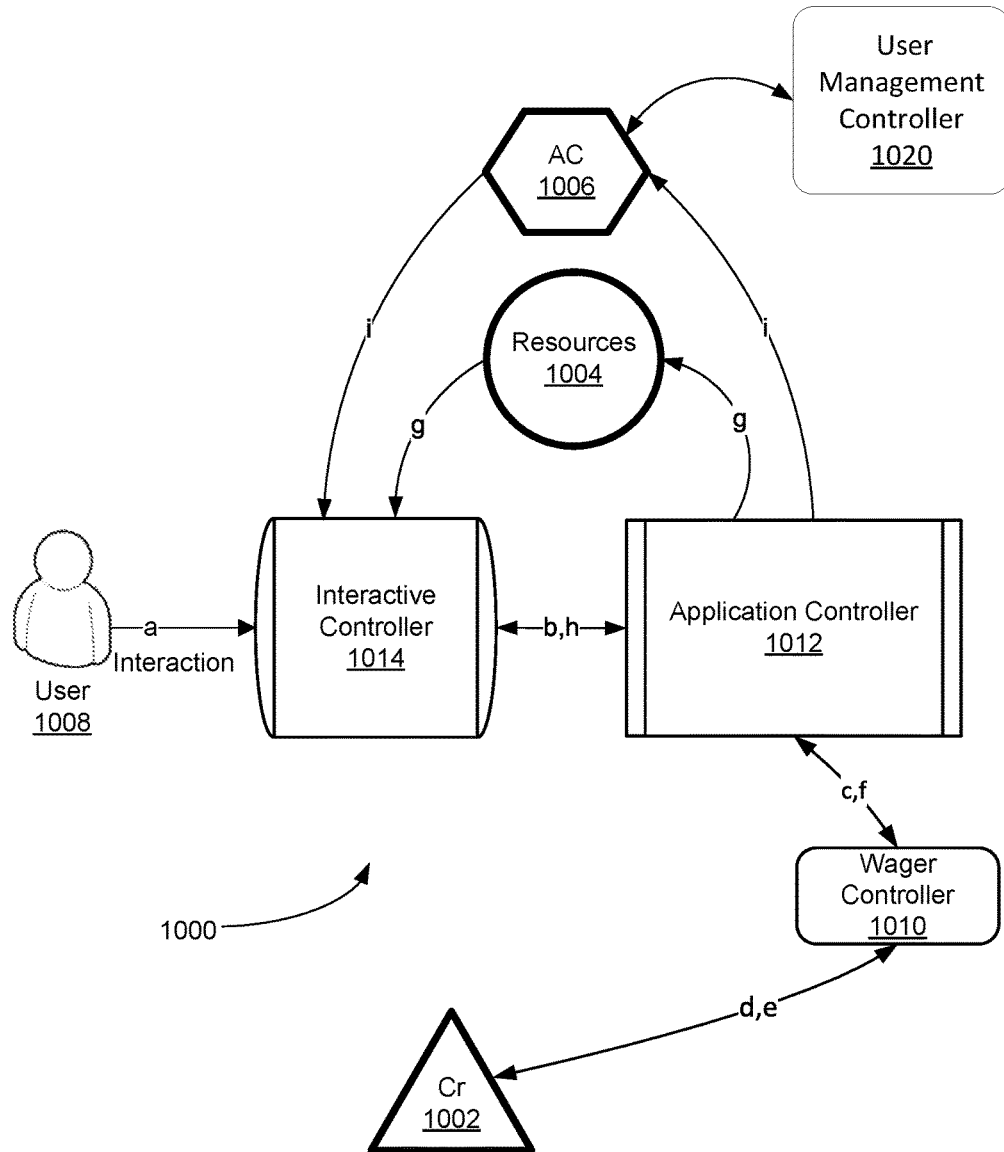 User
Management
Controller
1020
AC
1006
i
i
Resources
1004
g
g
Interactive
Controller
1014
Application Controller
1012
a
Interaction
b,h
User
1008
c,f
Wager
Controller
1010
1000
d,e
Cr
1002